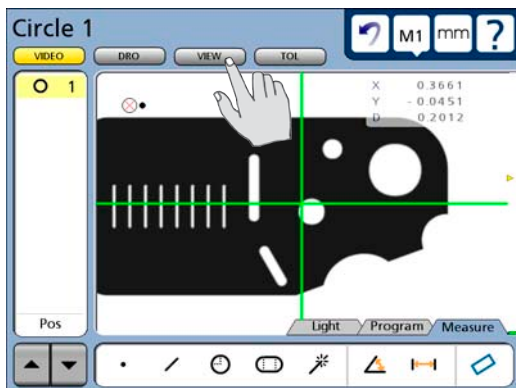 Circle 1
M1 mm ?
VIDEO DRO VIEW TOL
1
X 0.3661
Y - 0.0451
D 0.2012
Pos
Light Program Measure